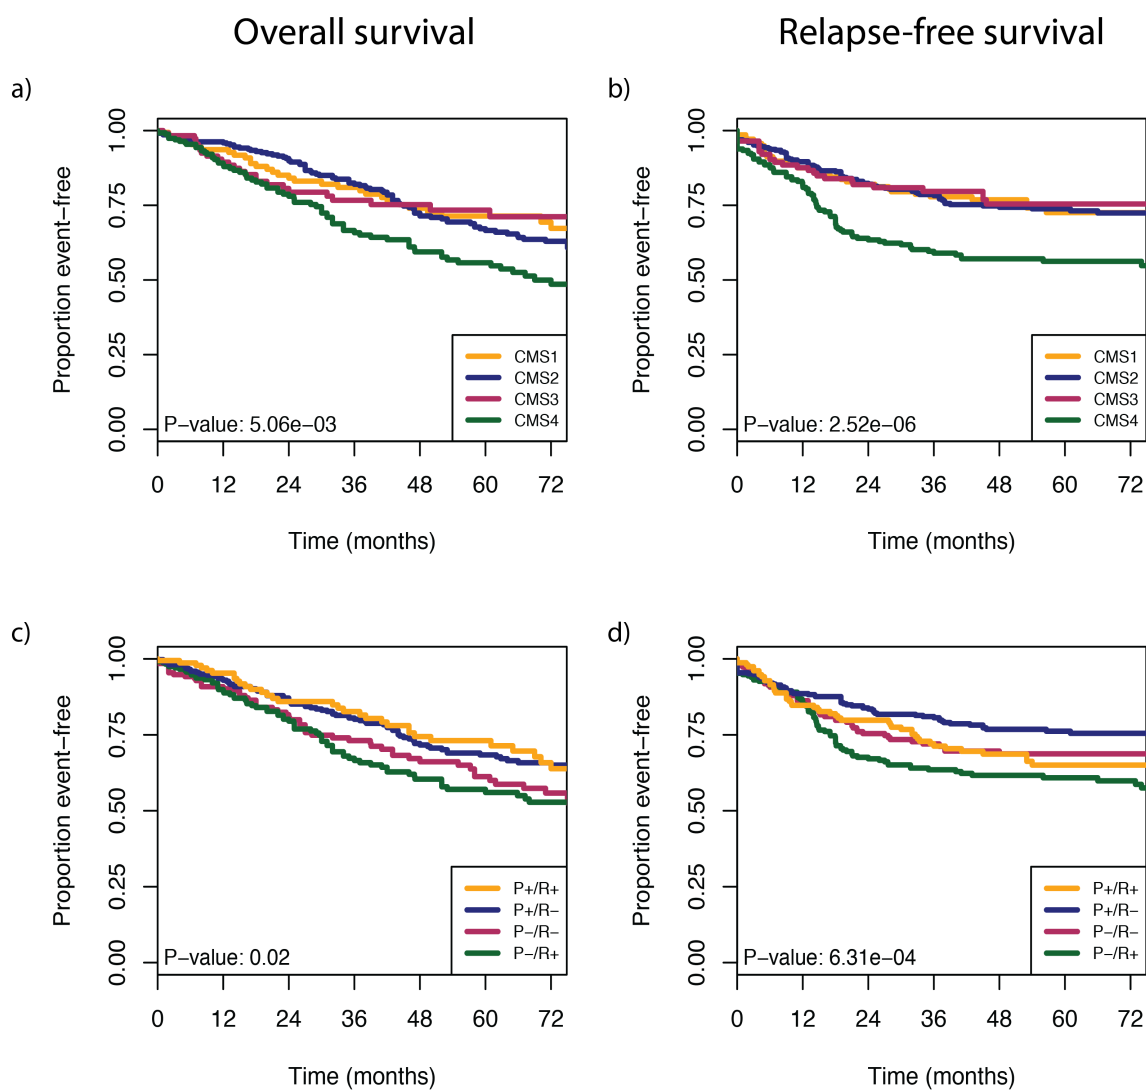 Overall survival
Relapse-free survival
a)
Proportion event−free
1.00
0.75
0.50
0.25
0.00
CMS1
CMS2
CMS3
CMS4
P−value: 5.06e−03
0 12 24 36 48 60 72
Time (months)
b)
Proportion event−free
1.00
0.75
0.50
0.25
0.00
CMS1
CMS2
CMS3
CMS4
P−value: 2.52e−06
0 12 24 36 48 60 72
Time (months)
c)
Proportion event−free
1.00
0.75
0.50
0.25
0.00
P+/R+
P+/R−
P−/R−
P−/R+
P−value: 0.02
0 12 24 36 48 60 72
Time (months)
d)
Proportion event−free
1.00
0.75
0.50
0.25
0.00
P+/R+
P+/R−
P−/R−
P−/R+
P−value: 6.31e−04
0 12 24 36 48 60 72
Time (months)